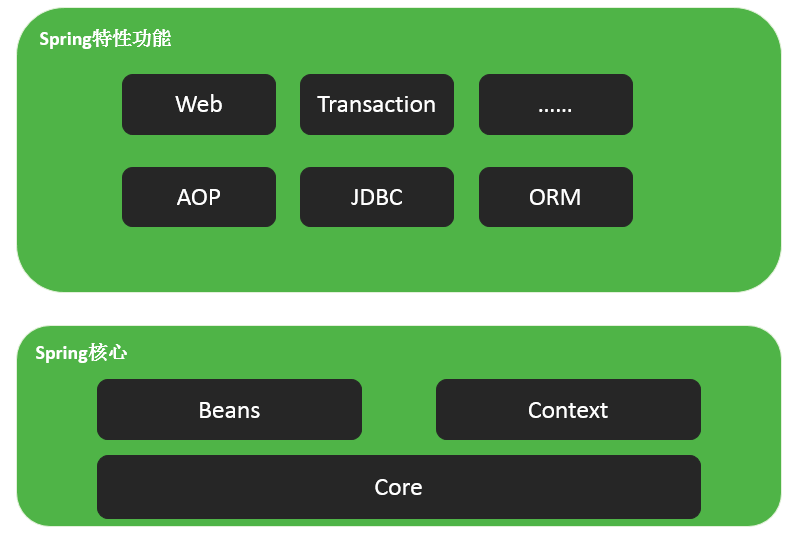 Spring特性功能
Web
Transaction
......
AOP
JDBC
ORM
Spring核心
Beans
Context
Core